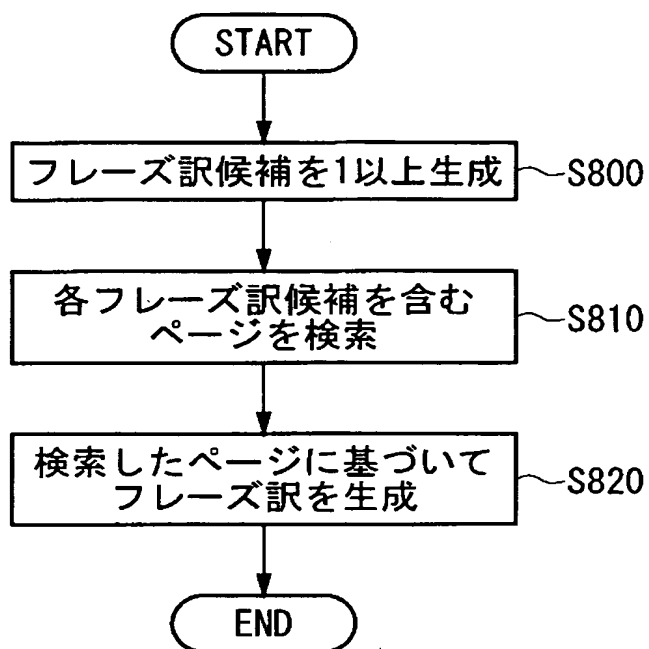 START
フレーズ訳候補を1以上生成
S800
各フレーズ訳候補を含む
ページを検索
S810
検索したページに基づいて
フレーズ訳を生成
S820
END